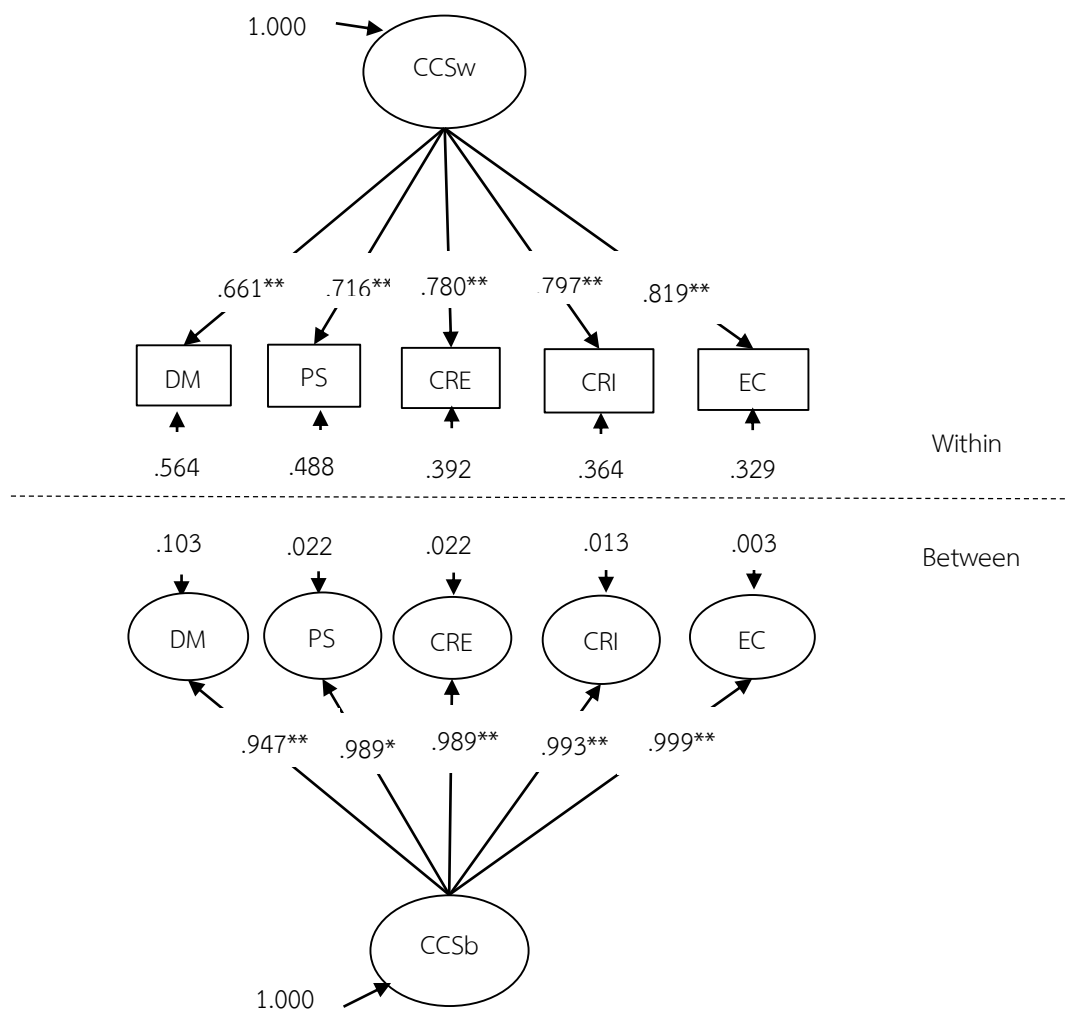 1.000
CCSw
.661** .716** .780** .797** .819**
DM PS CRE CRI EC
.564 .488 .392 .364 .329
Within
.103 .022 .022 .013 .003
Between
DM PS CRE CRI EC
.947** .989* .989** .993** .999**
CCSb
1.000